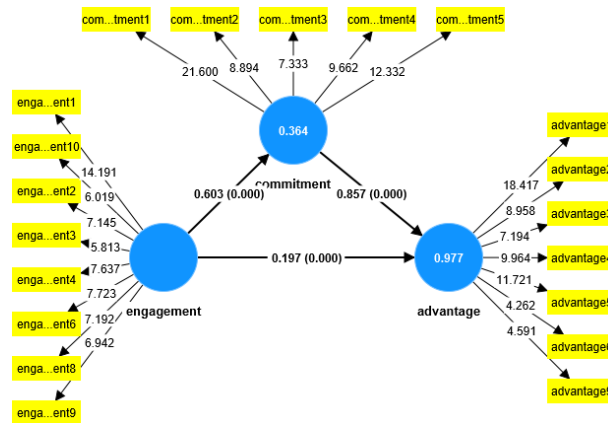 com...tment1
com...tment2
com...tment3
com...tment4
com...tment5
21.600
8.894
7.333
9.662
12.332
0.364
commitment
enga...ent1
enga...ent10
enga...ent2
enga...ent3
enga...ent4
enga...ent6
enga...ent8
enga...ent9
14.191
6.019
7.145
5.813
7.637
7.723
7.192
6.942
engagement
0.603 (0.000)
0.857 (0.000)
0.197 (0.000)
0.977
advantage
18.417
8.958
7.194
9.964
11.721
4.262
4.591
advantage1
advantage2
advantage3
advantage4
advantage5
advantage6
advantage9